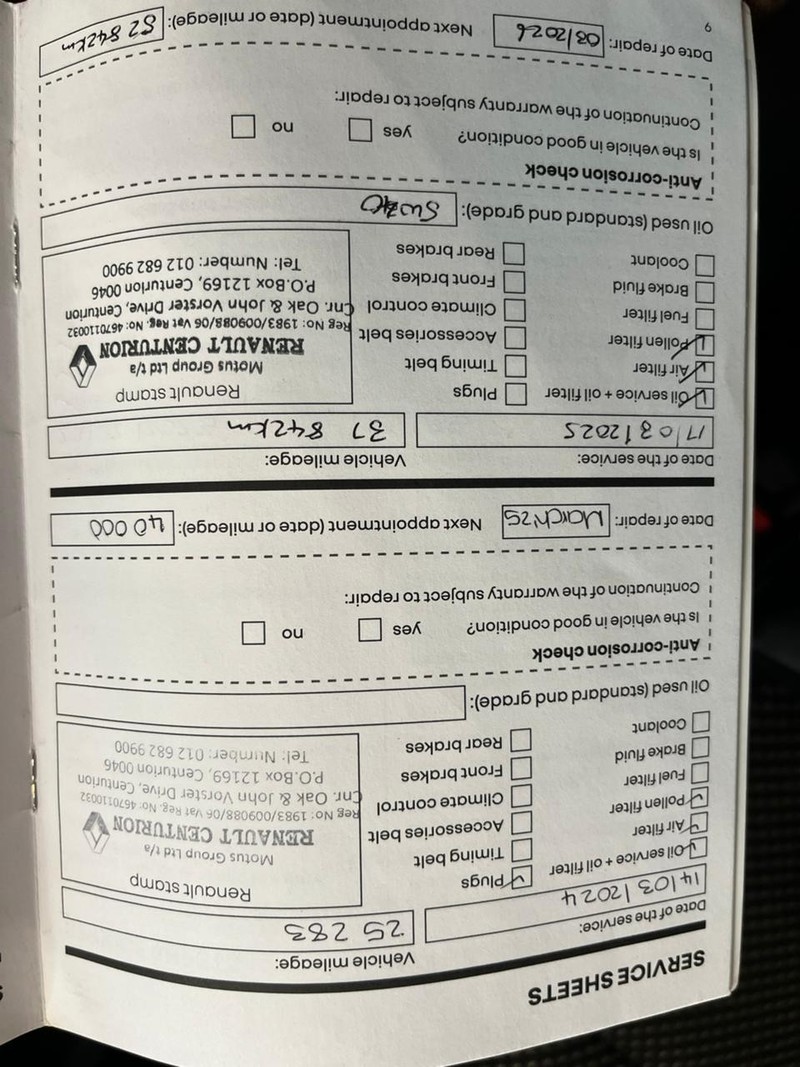 SERVICE SHEETS
Date of the service: Vehicle mileage:
14/03/2024 25 283
Oil service + oil filter Plugs Renault stamp
Air filter Timing belt
Pollen filter Accessories belt
Fuel filter Climate control
Brake fluid Front brakes
Coolant Rear brakes
Motus Group Ltd t/a
RENAULT CENTURION
Reg No: 1983/009088/06 Vat Reg. No: 4670110032
Cnr. Oak & John Vorster Drive, Centurion
P.O.Box 12169, Centurion 0046
Tel: Number: 012 682 9900
Oil used (standard and grade):
Anti-corrosion check
Is the vehicle in good condition? yes no
Continuation of the warranty subject to repair:
Date of repair: March'25 Next appointment (date or mileage): 40 000
Date of the service: Vehicle mileage:
17/03/2025 37 842km
Oil service + oil filter Plugs Renault stamp
Air filter Timing belt
Pollen filter Accessories belt
Fuel filter Climate control
Brake fluid Front brakes
Coolant Rear brakes
Motus Group Ltd t/a
RENAULT CENTURION
Reg No: 1983/009088/06 Vat Reg. No: 4670110032
Cnr. Oak & John Vorster Drive, Centurion
P.O.Box 12169, Centurion 0046
Tel: Number: 012 682 9900
Oil used (standard and grade): 5w40
Anti-corrosion check
Is the vehicle in good condition? yes no
Continuation of the warranty subject to repair:
Date of repair: 03/2026 Next appointment (date or mileage): 52 842km
9